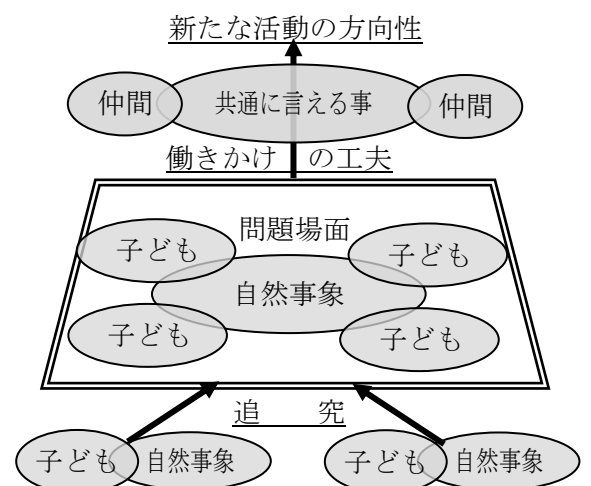 新たな活動の方向性
仲間 共通に言える事 仲間
働きかけ の工夫
問題場面
子ども 子ども
自然事象
子ども 子ども
追 究
子ども 自然事象 子ども 自然事象